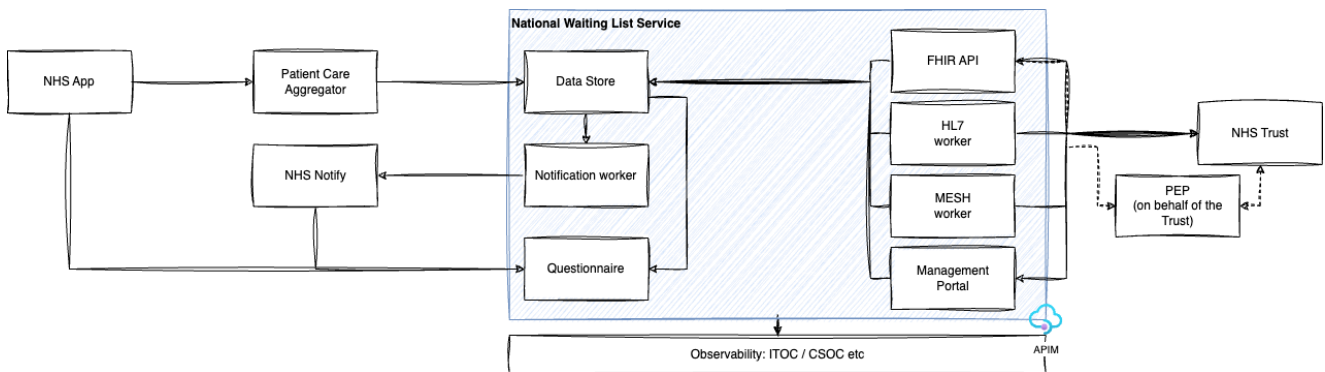 National Waiting List Service
NHS App
Patient Care
Aggregator
Data Store
FHIR API
HL7
worker
NHS Trust
NHS Notify
Notification worker
MESH
worker
PEP
(on behalf of the
Trust)
Questionnaire
Management
Portal
Observability: ITOC / CSOC etc
APIM